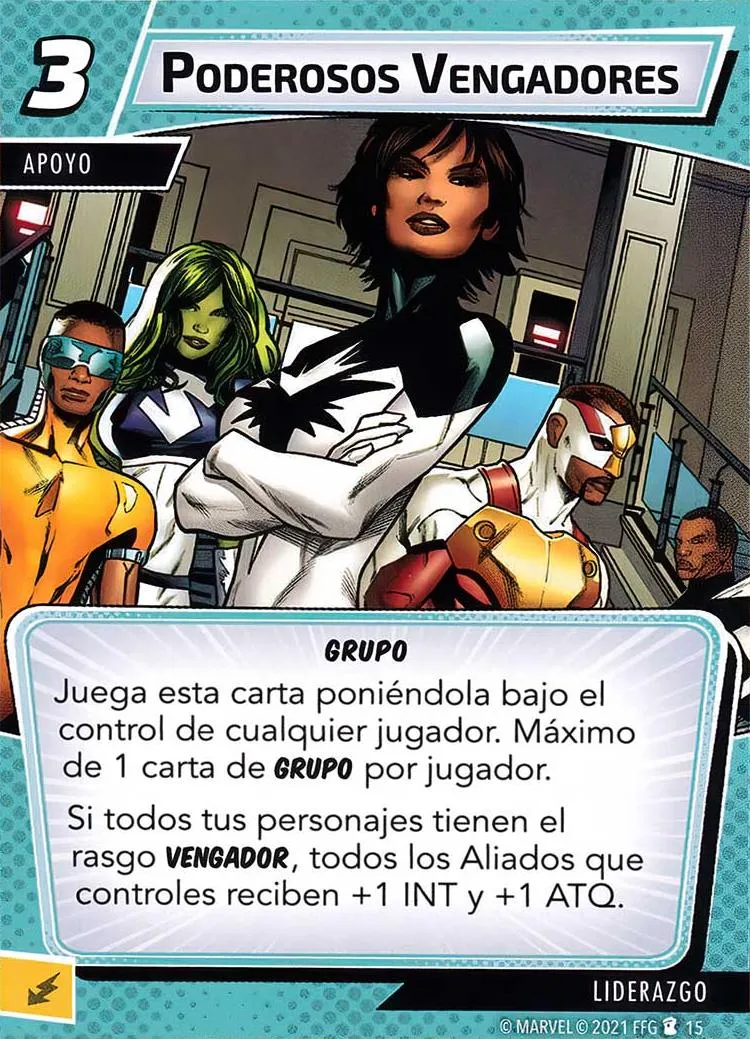 3
PODEROSOS VENGADORES
APOYO
GRUPO
Juega esta carta poniéndola bajo el
control de cualquier jugador. Máximo
de 1 carta de GRUPO por jugador.
Si todos tus personajes tienen el
rasgo VENGADOR, todos los Aliados que
controles reciben +1 INT y +1 ATQ.
LIDERAZGO
© MARVEL © 2021 FFG 15